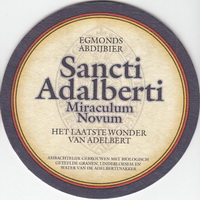 EGMONDS
ABDIJBIER
Sancti
Adalberti
Miraculum
Novum
HET LAATSTE WONDER
VAN ADELBERT
AMBACHTELIJK GEBROUWEN MET BIOLOGISCH
GETEELDE GRANEN, LINDEBLOESEM EN
WATER VAN DE ADELBERTUSAKKER